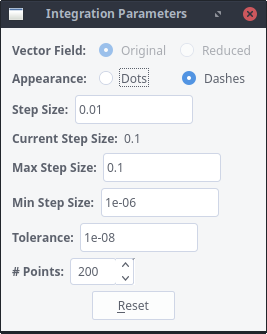 Integration Parameters
Vector Field: Original Reduced
Appearance: Dots Dashes
Step Size: 0.01
Current Step Size: 0.1
Max Step Size: 0.1
Min Step Size: 1e-06
Tolerance: 1e-08
# Points: 200
Reset